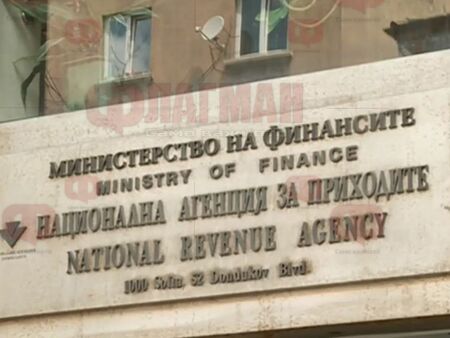 ФЛАГМАН
МИНИСТЕРСТВО НА ФИНАНСИТЕ
MINISTRY OF FINANCE
НАЦИОНАЛНА АГЕНЦИЯ ЗА ПРИХОДИТЕ
NATIONAL REVENUE AGENCY
1000 Sofia, 52 Dondukov Blvd